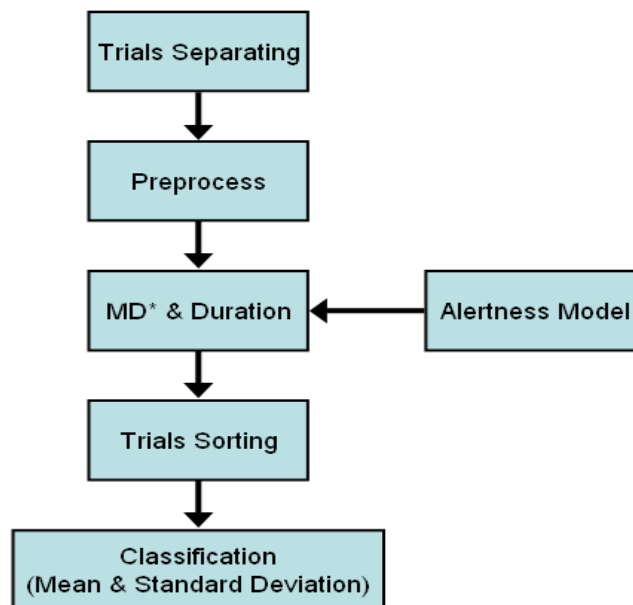 Trials Separating
Preprocess
MD* & Duration
Alertness Model
Trials Sorting
Classification
(Mean & Standard Deviation)